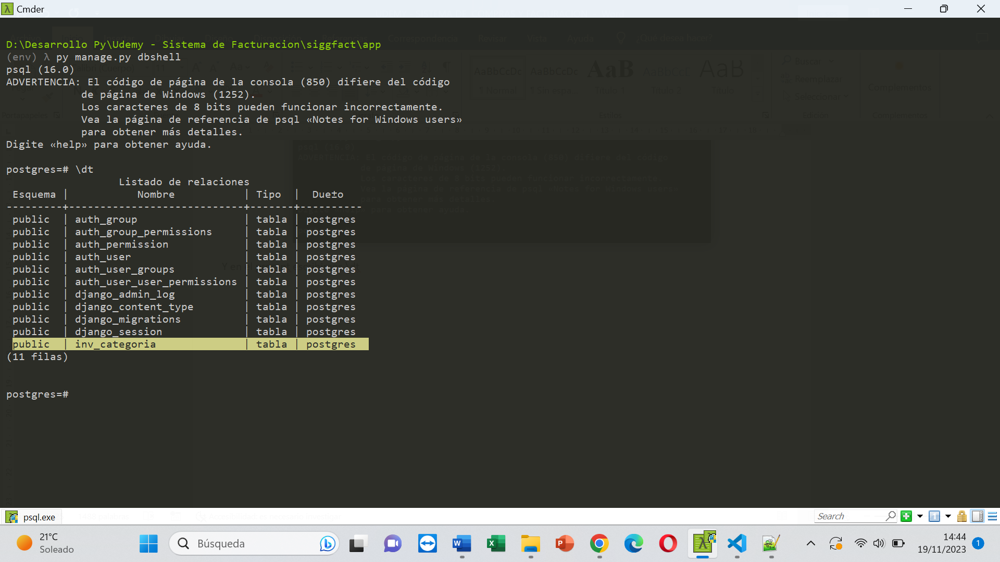 Cmder
D:\Desarrollo Py\Udemy - Sistema de Facturacion\siggfact\app
(env) λ py manage.py dbshell
psql (16.0)
ADVERTENCIA: El código de página de la consola (850) difiere del código
de página de Windows (1252).
Los caracteres de 8 bits pueden funcionar incorrectamente.
Vea la página de referencia de psql «Notes for Windows users»
para obtener más detalles.
Digite «help» para obtener ayuda.
postgres=# \dt
Listado de relaciones
Esquema | Nombre | Tipo | Due±o
---------+----------------------------+-------+----------
public | auth_group | tabla | postgres
public | auth_group_permissions | tabla | postgres
public | auth_permission | tabla | postgres
public | auth_user | tabla | postgres
public | auth_user_groups | tabla | postgres
public | auth_user_user_permissions | tabla | postgres
public | django_admin_log | tabla | postgres
public | django_content_type | tabla | postgres
public | django_migrations | tabla | postgres
public | django_session | tabla | postgres
public | inv_categoria | tabla | postgres
(11 filas)
postgres=#
psql.exe
Search
21°C
Soleado
Búsqueda
14:44
19/11/2023
1